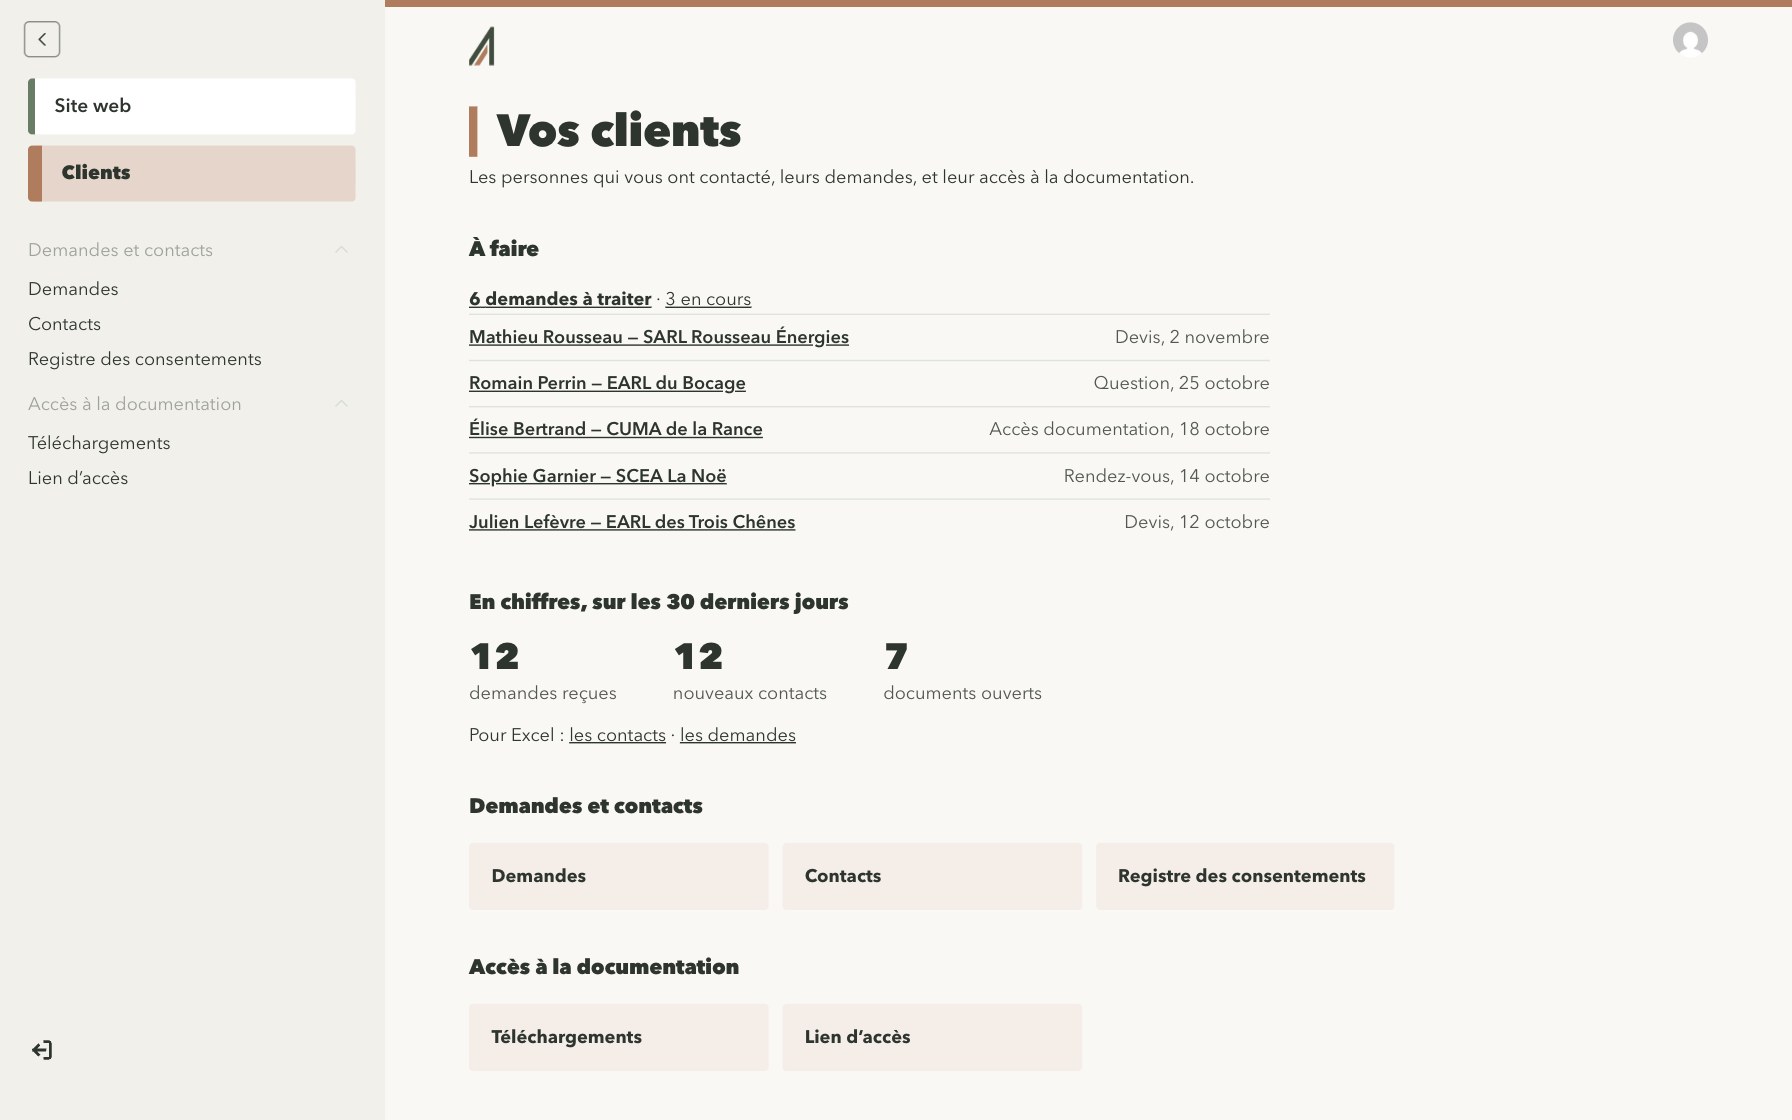 Site web
Clients
Demandes et contacts
Demandes
Contacts
Registre des consentements
Accès à la documentation
Téléchargements
Lien d’accès
Vos clients
Les personnes qui vous ont contacté, leurs demandes, et leur accès à la documentation.
À faire
6 demandes à traiter · 3 en cours
Mathieu Rousseau – SARL Rousseau Énergies Devis, 2 novembre
Romain Perrin – EARL du Bocage Question, 25 octobre
Élise Bertrand – CUMA de la Rance Accès documentation, 18 octobre
Sophie Garnier – SCEA La Noë Rendez-vous, 14 octobre
Julien Lefèvre – EARL des Trois Chênes Devis, 12 octobre
En chiffres, sur les 30 derniers jours
12 12 7
demandes reçues nouveaux contacts documents ouverts
Pour Excel : les contacts · les demandes
Demandes et contacts
Demandes Contacts Registre des consentements
Accès à la documentation
Téléchargements Lien d’accès